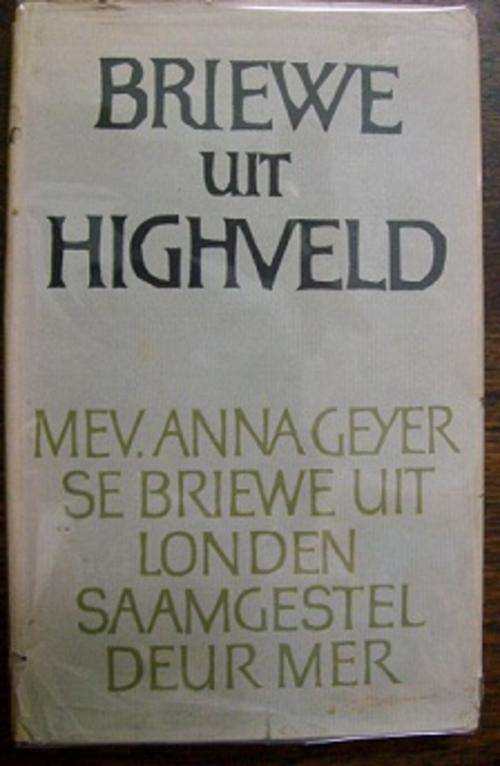 BRIEWE
UIT
HIGHVELD
MEV. ANNA GEYER
SE BRIEWE UIT
LONDEN
SAAMGESTEL
DEUR MER